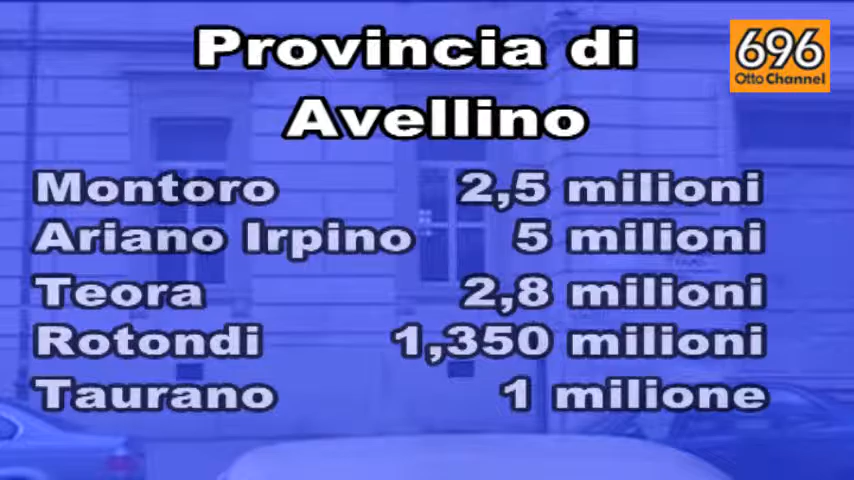 Provincia di
Avellino
696
Otto Channel
Montoro 2,5 milioni
Ariano Irpino 5 milioni
Teora 2,8 milioni
Rotondi 1,350 milioni
Taurano 1 milione